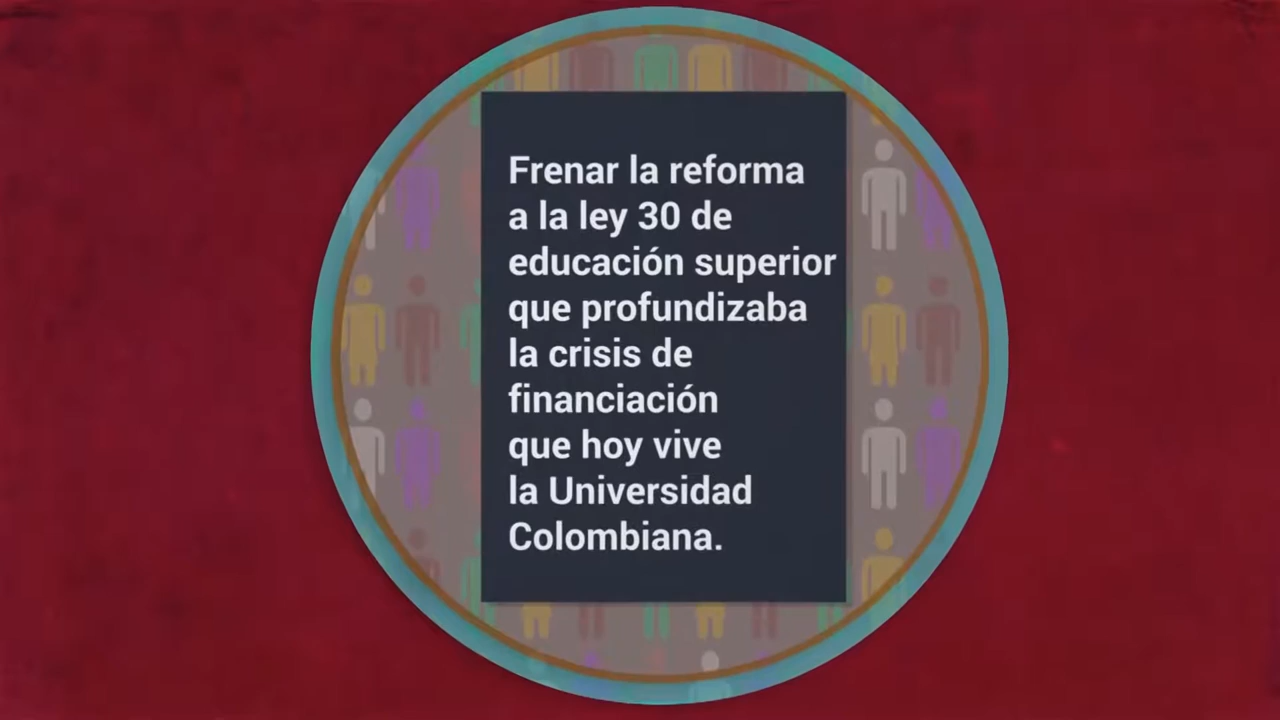 Frenar la reforma
a la ley 30 de
educación superior
que profundizaba
la crisis de
financiación
que hoy vive
la Universidad
Colombiana.